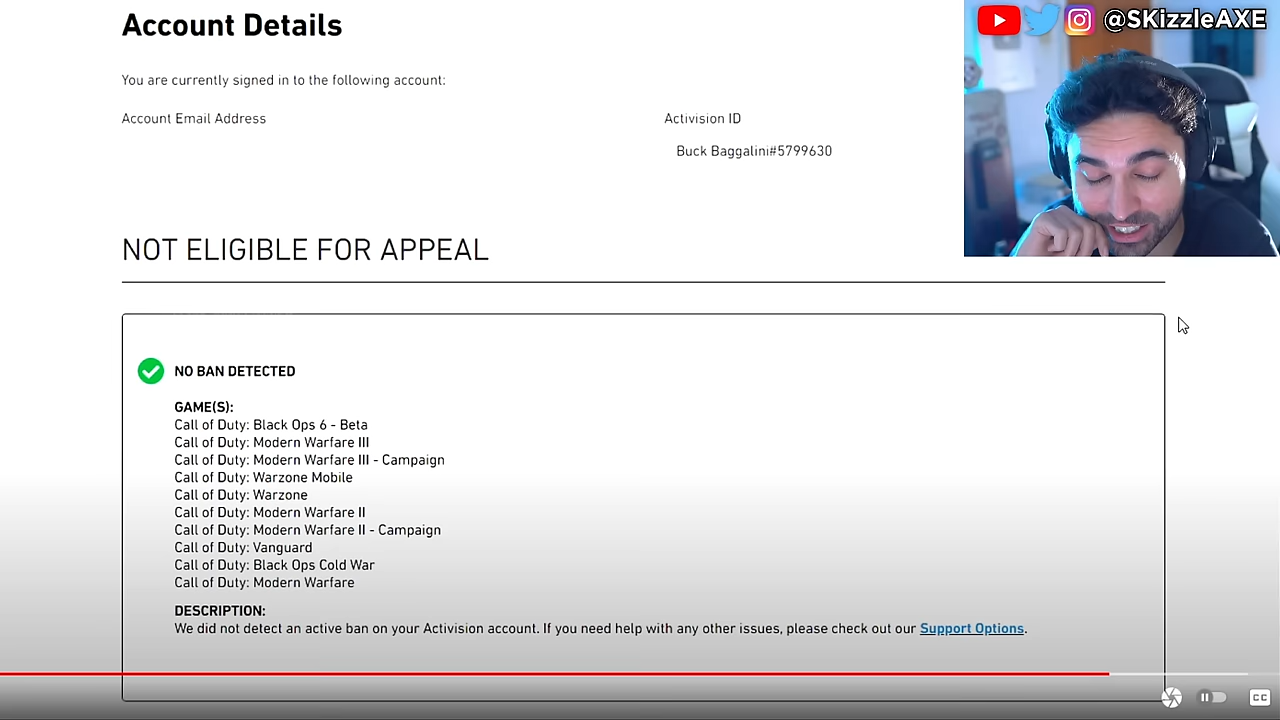 Account Details
@SKizzleAXE
You are currently signed in to the following account:
Account Email Address
Activision ID
Buck Baggalini#5799630
NOT ELIGIBLE FOR APPEAL
NO BAN DETECTED
GAME(S):
Call of Duty: Black Ops 6 - Beta
Call of Duty: Modern Warfare III
Call of Duty: Modern Warfare III - Campaign
Call of Duty: Warzone Mobile
Call of Duty: Warzone
Call of Duty: Modern Warfare II
Call of Duty: Modern Warfare II - Campaign
Call of Duty: Vanguard
Call of Duty: Black Ops Cold War
Call of Duty: Modern Warfare
DESCRIPTION:
We did not detect an active ban on your Activision account. If you need help with any other issues, please check out our Support Options.
CC